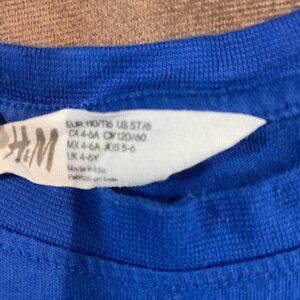 H&M
EUR 110/116 US 5T/6
CA 4-6A CN 120/60
MX 4-6A AUS 5-6
UK 4-6Y
Made in